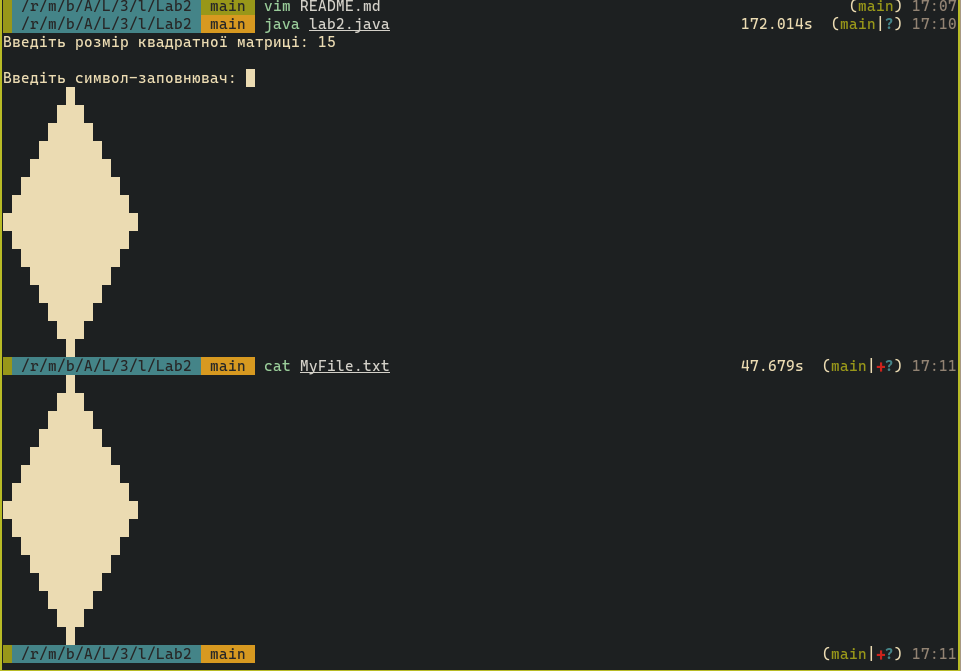 /r/m/b/A/L/3/l/Lab2 main vim README.md (main) 17:07
/r/m/b/A/L/3/l/Lab2 main java lab2.java 172.014s (main|?) 17:10
Введіть розмір квадратної матриці: 15
Введіть символ-заповнювач: █
/r/m/b/A/L/3/l/Lab2 main cat MyFile.txt 47.679s (main|+?) 17:11
/r/m/b/A/L/3/l/Lab2 main (main|+?) 17:11